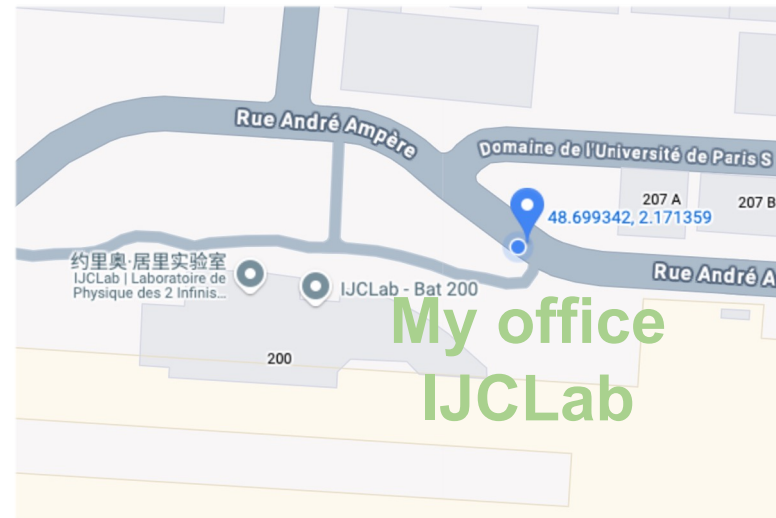 Rue André Ampère
Domaine de l'Université de Paris S
207 A
207 B
48.699342, 2.171359
约里奥·居里实验室
IJCLab | Laboratoire de
Physique des 2 Infinis...
IJCLab - Bat 200
Rue André A
My office
IJCLab
200